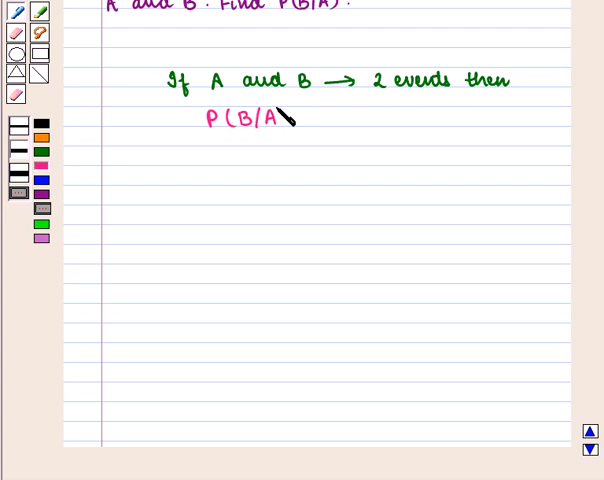 A and B. Find P(B/A).
If A and B → 2 events then
P(B/A